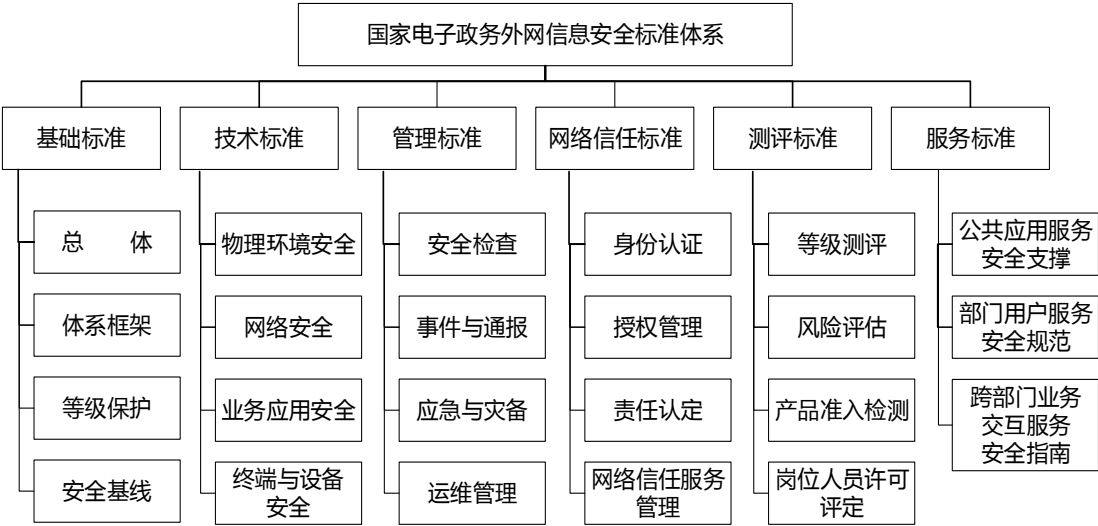 国家电子政务外网信息安全标准体系
基础标准
技术标准
管理标准
网络信任标准
测评标准
服务标准
总 体
体系框架
等级保护
安全基线
物理环境安全
网络安全
业务应用安全
终端与设备
安全
安全检查
事件与通报
应急与灾备
运维管理
身份认证
授权管理
责任认定
网络信任服务
管理
等级测评
风险评估
产品准入检测
岗位人员许可
评定
公共应用服务
安全支撑
部门用户服务
安全规范
跨部门业务
交互服务
安全指南